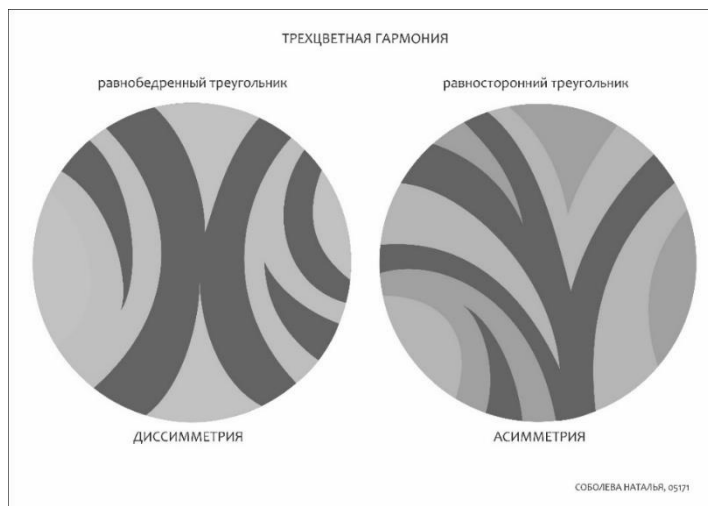 ТРЕХЦВЕТНАЯ ГАРМОНИЯ
равнобедренный треугольник
равносторонний треугольник
ДИССИММЕТРИЯ
АСИММЕТРИЯ
СОБОЛЕВА НАТАЛЬЯ, 05171